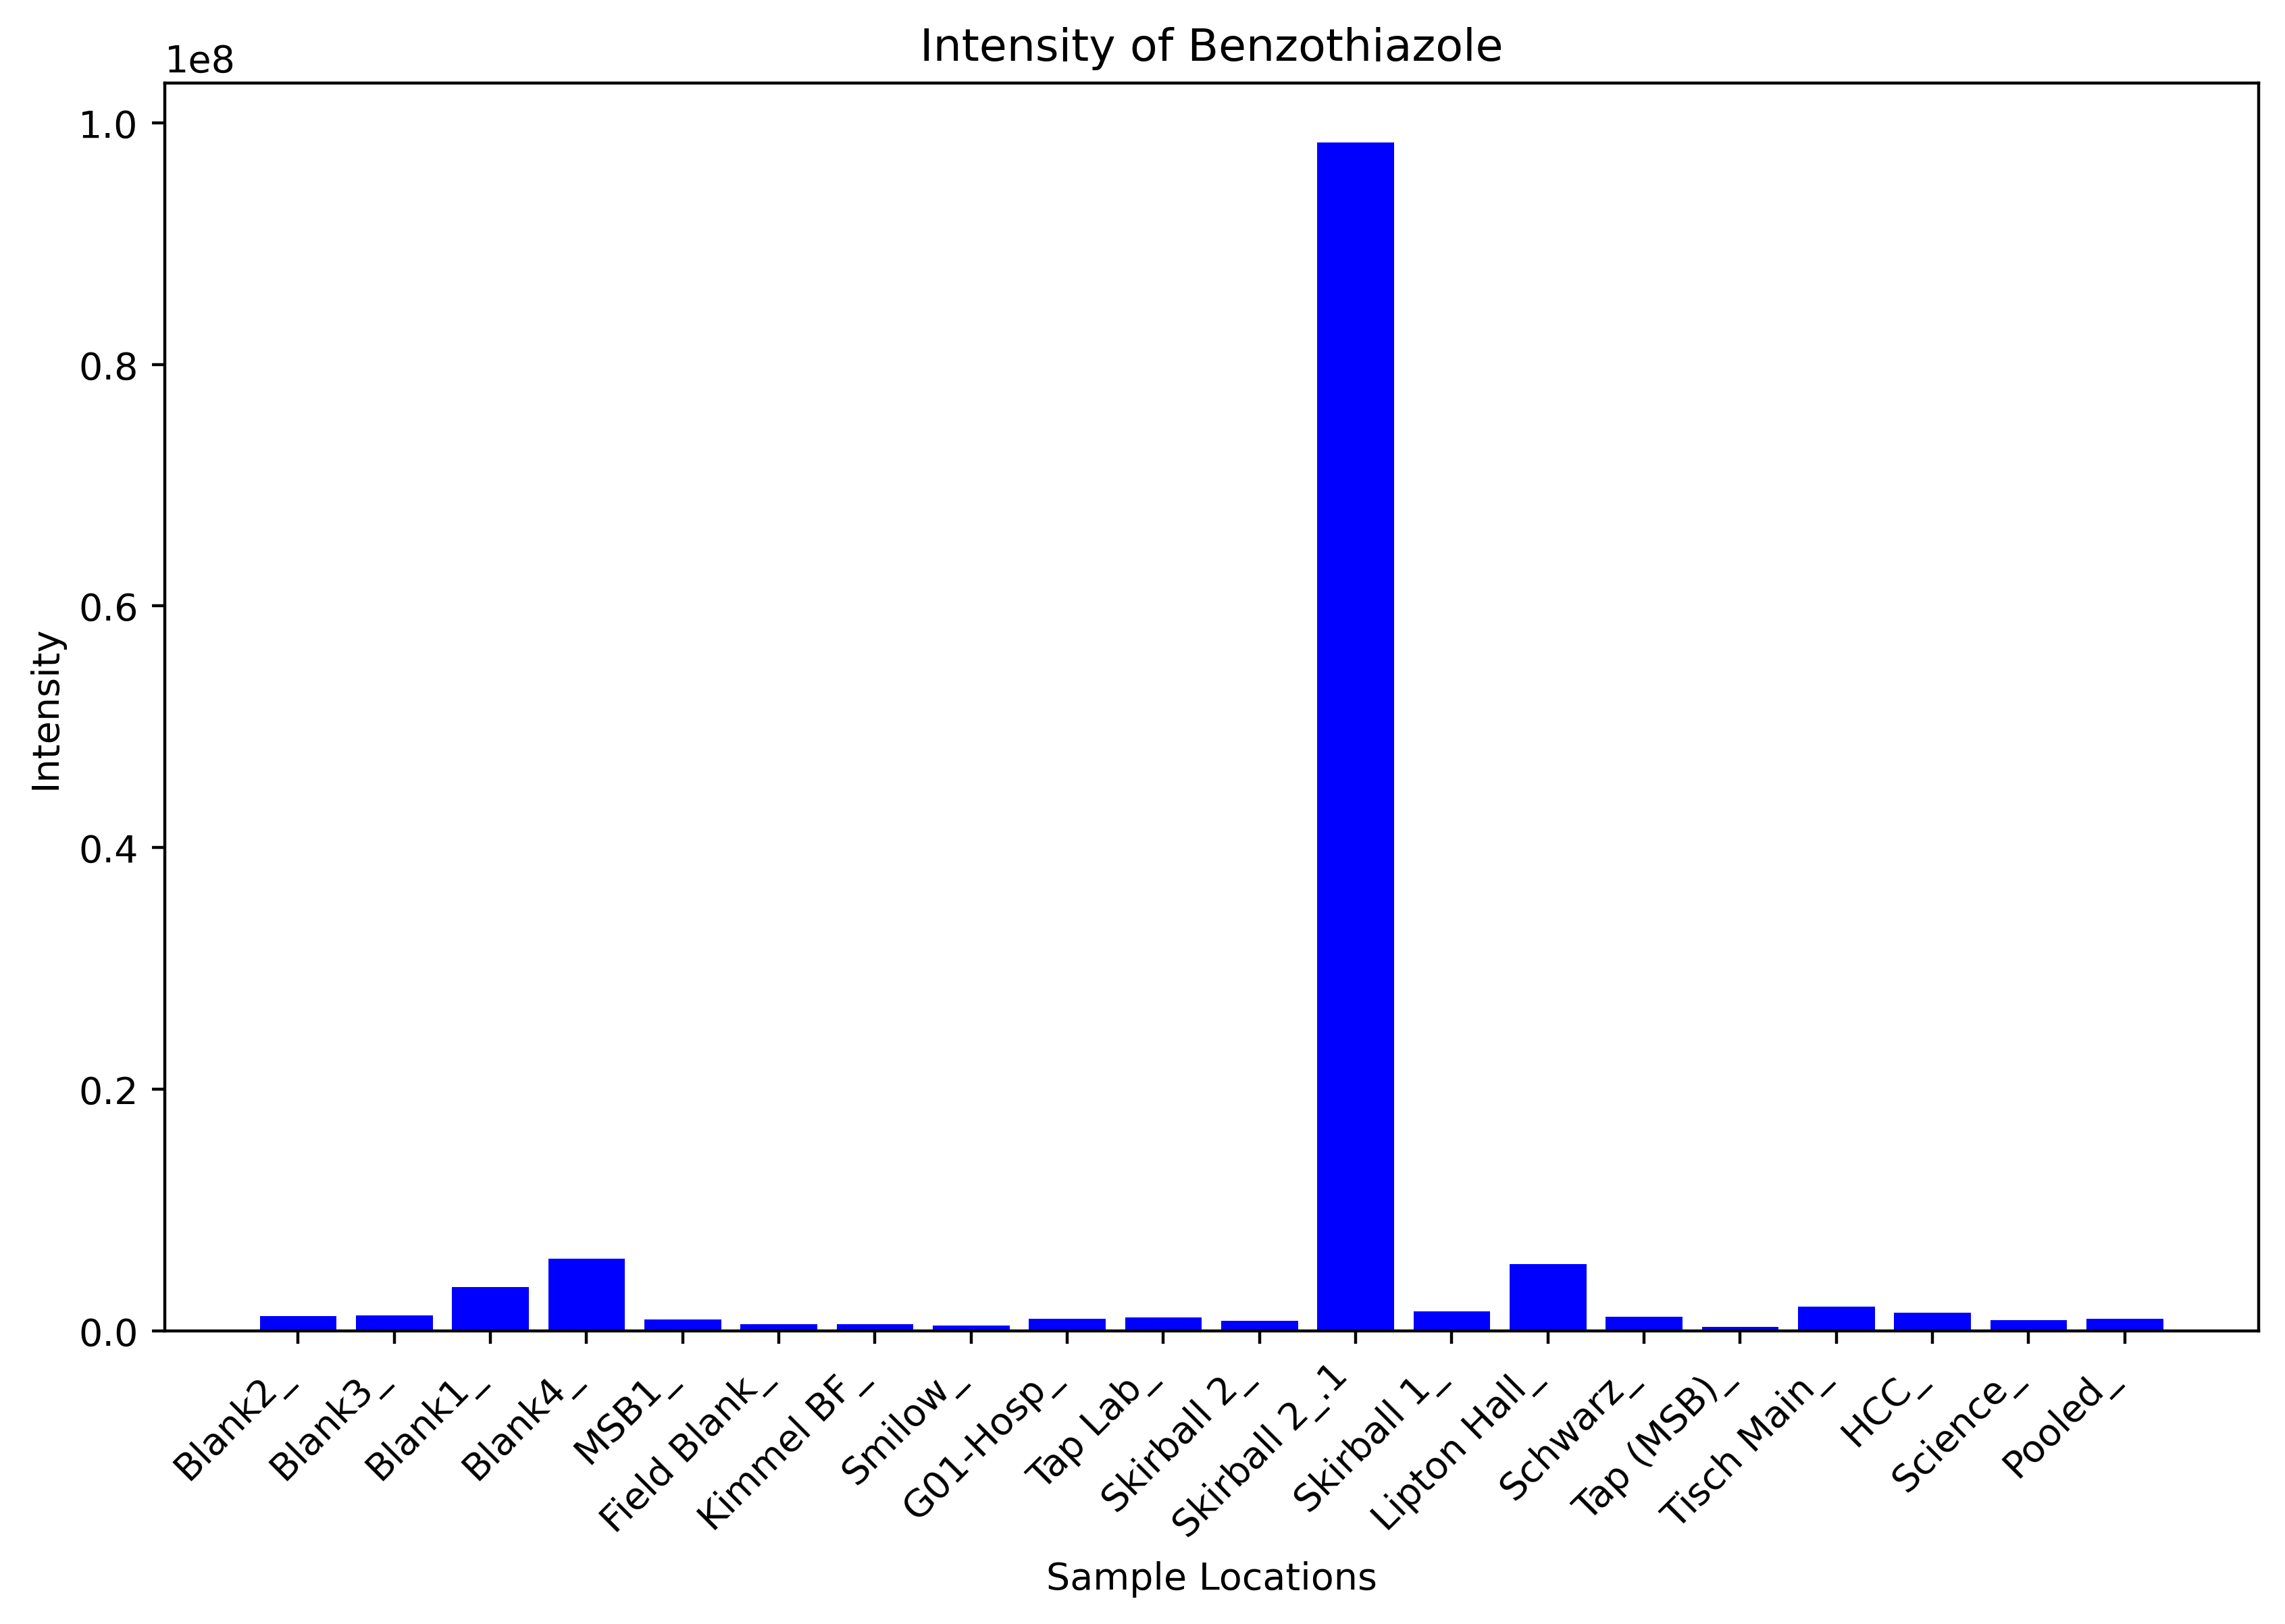 Intensity of Benzothiazole
1e8
1.0
0.8
0.6
0.4
0.2
0.0
Intensity
Blank2_
Blank3_
Blank1_
Blank4_
MSB1_
Field Blank_
Kimmel BF_
Smilow_
G01-Hosp_
Tap Lab_
Skirball 2_
Skirball 2_.1
Skirball 1_
Lipton Hall_
Schwarz_
Tap (MSB)_
Tisch Main_
HCC_
Science_
Pooled_
Sample Locations